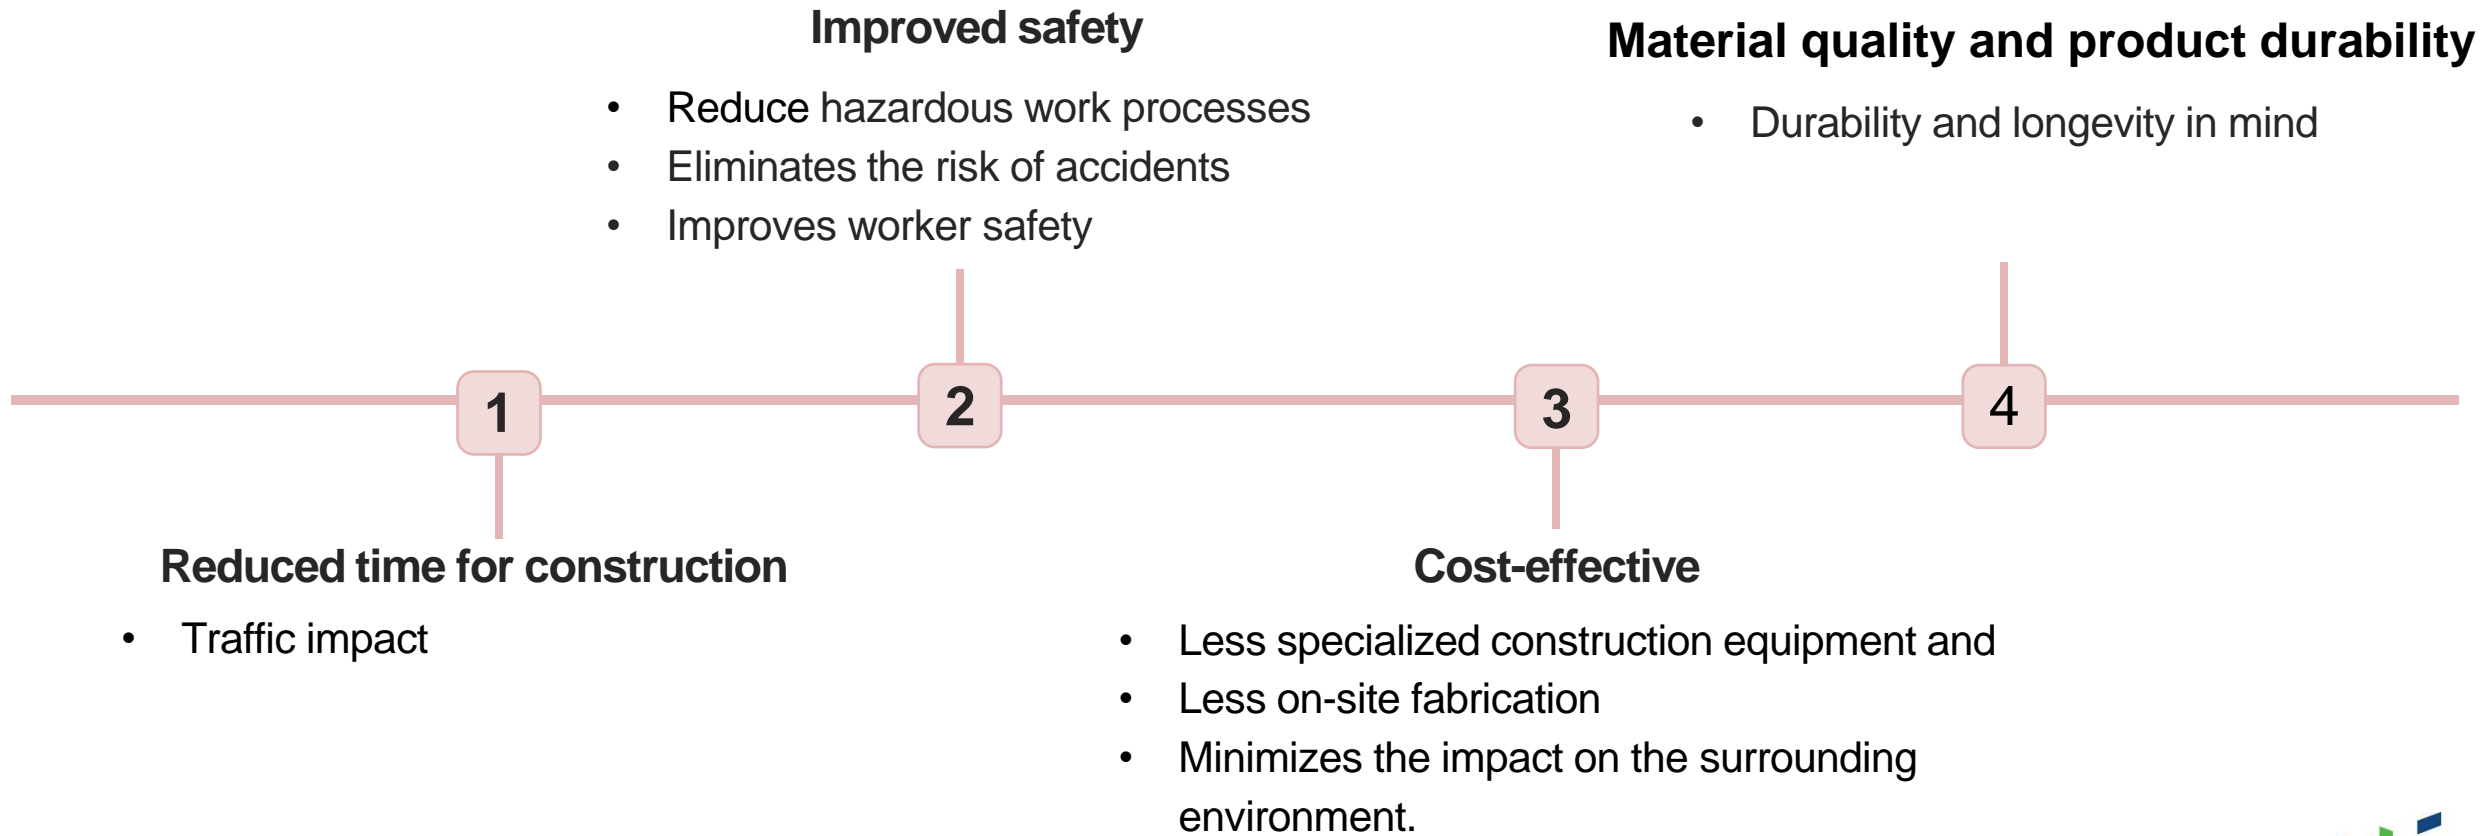 Improved safety
• Reduce hazardous work processes
• Eliminates the risk of accidents
• Improves worker safety
Material quality and product durability
• Durability and longevity in mind
1
2
3
4
Reduced time for construction
• Traffic impact
Cost-effective
• Less specialized construction equipment and
• Less on-site fabrication
• Minimizes the impact on the surrounding
environment.